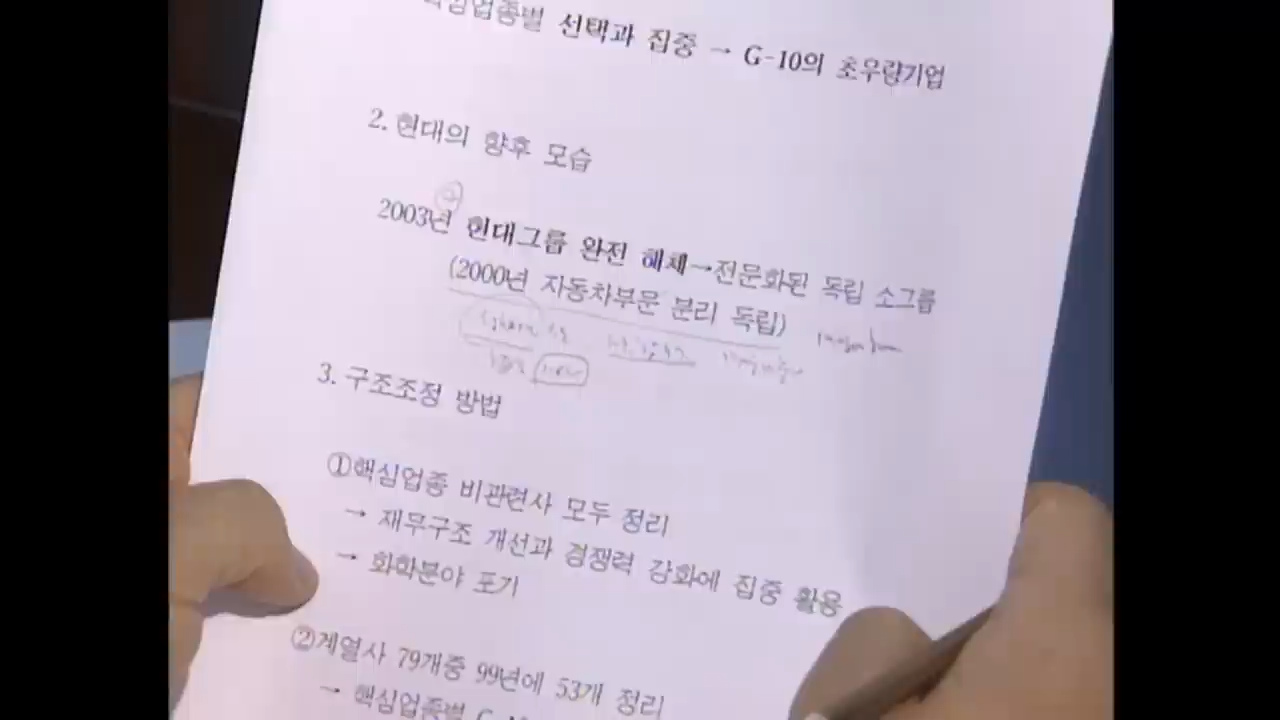 핵심업종별 선택과 집중 → G-10의 초우량기업
2. 현대의 향후 모습
2003년 현대그룹 완전 해체→전문화된 독립 소그룹
(2000년 자동차부문 분리 독립)
3. 구조조정 방법
①핵심업종 비관련사 모두 정리
→ 재무구조 개선과 경쟁력 강화에 집중 활용
→ 화학분야 포기
②계열사 79개중 99년에 53개 정리
→ 핵심업종별